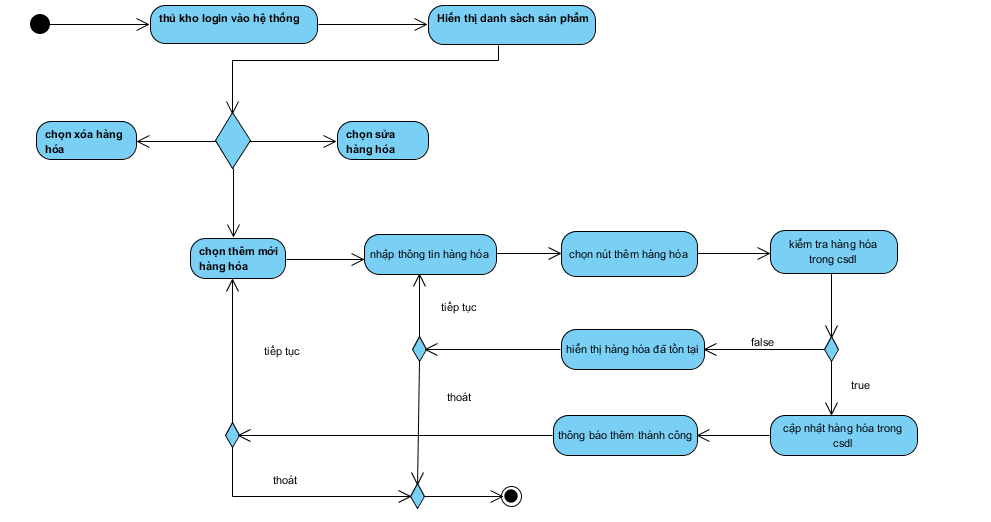 thủ kho login vào hệ thống
Hiển thị danh sách sản phẩm
chọn xóa hàng
hóa
chọn sửa
hàng hóa
chọn thêm mới
hàng hóa
nhập thông tin hàng hóa
chọn nút thêm hàng hóa
kiểm tra hàng hóa
trong csdl
tiếp tục
tiếp tục
hiển thị hàng hóa đã tồn tại
false
true
thoát
thông báo thêm thành công
cập nhật hàng hóa trong
csdl
thoát